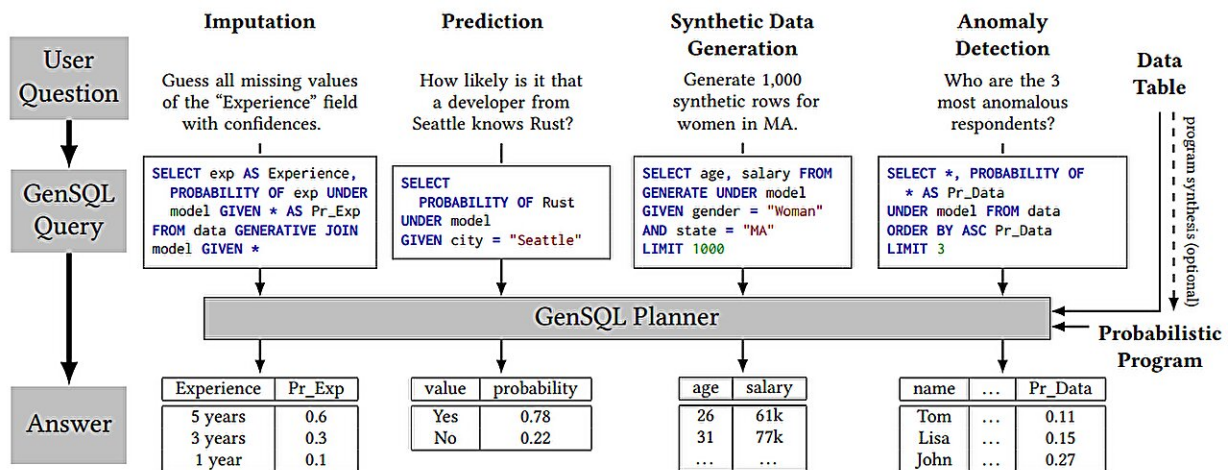 User
Question
GenSQL
Query
Answer
Imputation
Guess all missing values
of the “Experience” field
with confidences.
SELECT exp AS Experience,
PROBABILITY OF exp UNDER
model GIVEN * AS Pr_Exp
FROM data GENERATIVE JOIN
model GIVEN *
Prediction
How likely is it that
a developer from
Seattle knows Rust?
SELECT
PROBABILITY OF Rust
UNDER model
GIVEN city = "Seattle"
Synthetic Data
Generation
Generate 1,000
synthetic rows for
women in MA.
SELECT age, salary FROM
GENERATE UNDER model
GIVEN gender = "Woman"
AND state = "MA"
LIMIT 1000
Anomaly
Detection
Who are the 3
most anomalous
respondents?
SELECT *, PROBABILITY OF
* AS Pr_Data
UNDER model FROM data
ORDER BY ASC Pr_Data
LIMIT 3
Data
Table
program synthesis (optional)
Probabilistic
Program
GenSQL Planner
Experience Pr_Exp
5 years 0.6
3 years 0.3
1 year 0.1
value probability
Yes 0.78
No 0.22
age salary
26 61k
31 77k
... ...
name ... Pr_Data
Tom ... 0.11
Lisa ... 0.15
John ... 0.27